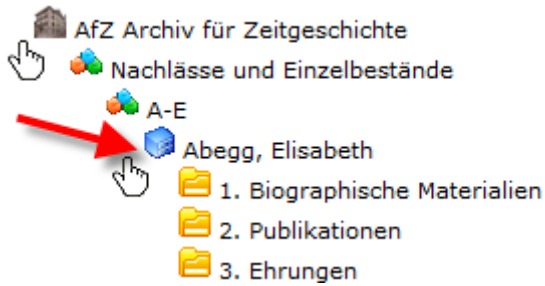 AfZ Archiv für Zeitgeschichte
Nachlässe und Einzelbestände
A-E
Abegg, Elisabeth
1. Biographische Materialien
2. Publikationen
3. Ehrungen